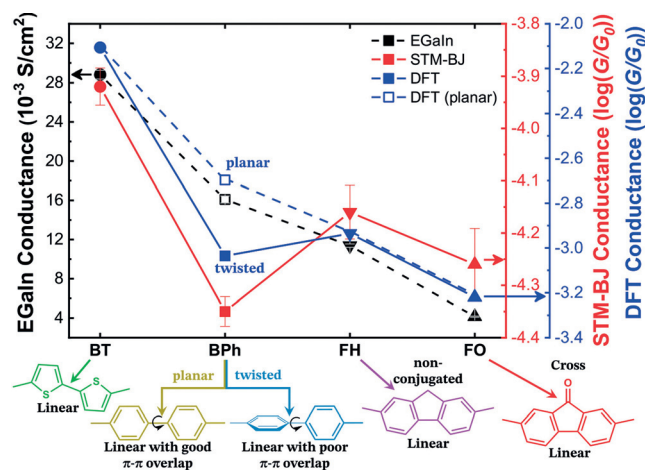 EGaIn Conductance (10⁻³ S/cm²)
32
28
24
20
16
12
8
4
EGaIn
STM-BJ
DFT
DFT (planar)
planar
twisted
-3.8
-3.9
-4.0
-4.1
-4.2
-4.3
-4.4
STM-BJ Conductance (log(G/G₀))
-2.0
-2.2
-2.4
-2.6
-2.8
-3.0
-3.2
-3.4
DFT Conductance (log(G/G₀))
BT
BPh
FH
FO
planar
twisted
non-
conjugated
Cross
S
S
O
Linear
Linear with good
π-π overlap
Linear with poor
π-π overlap
Linear
Linear